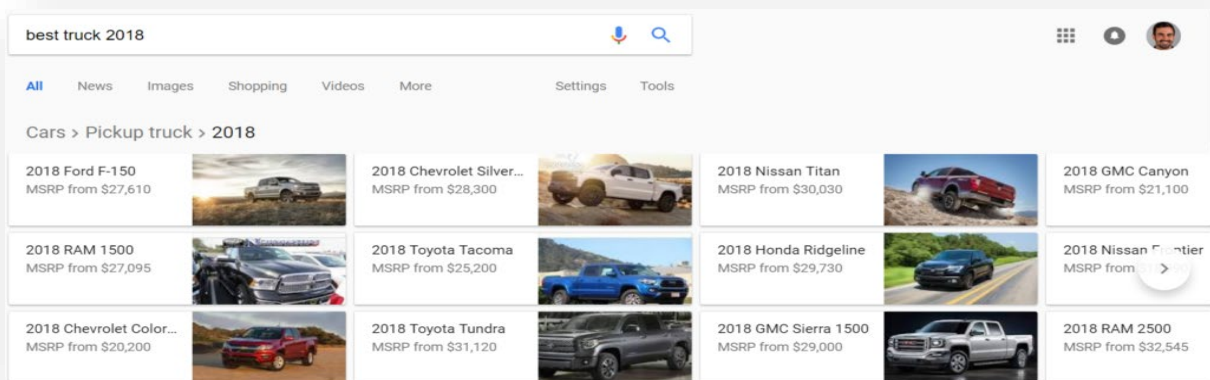 best truck 2018
All News Images Shopping Videos More Settings Tools
Cars > Pickup truck > 2018
2018 Ford F-150
MSRP from $27,610
2018 Chevrolet Silver...
MSRP from $28,300
2018 Nissan Titan
MSRP from $30,030
2018 GMC Canyon
MSRP from $21,100
2018 RAM 1500
MSRP from $27,095
2018 Toyota Tacoma
MSRP from $25,200
2018 Honda Ridgeline
MSRP from $29,730
2018 Nissan Frontier
MSRP from
2018 Chevrolet Color...
MSRP from $20,200
2018 Toyota Tundra
MSRP from $31,120
2018 GMC Sierra 1500
MSRP from $29,000
2018 RAM 2500
MSRP from $32,545